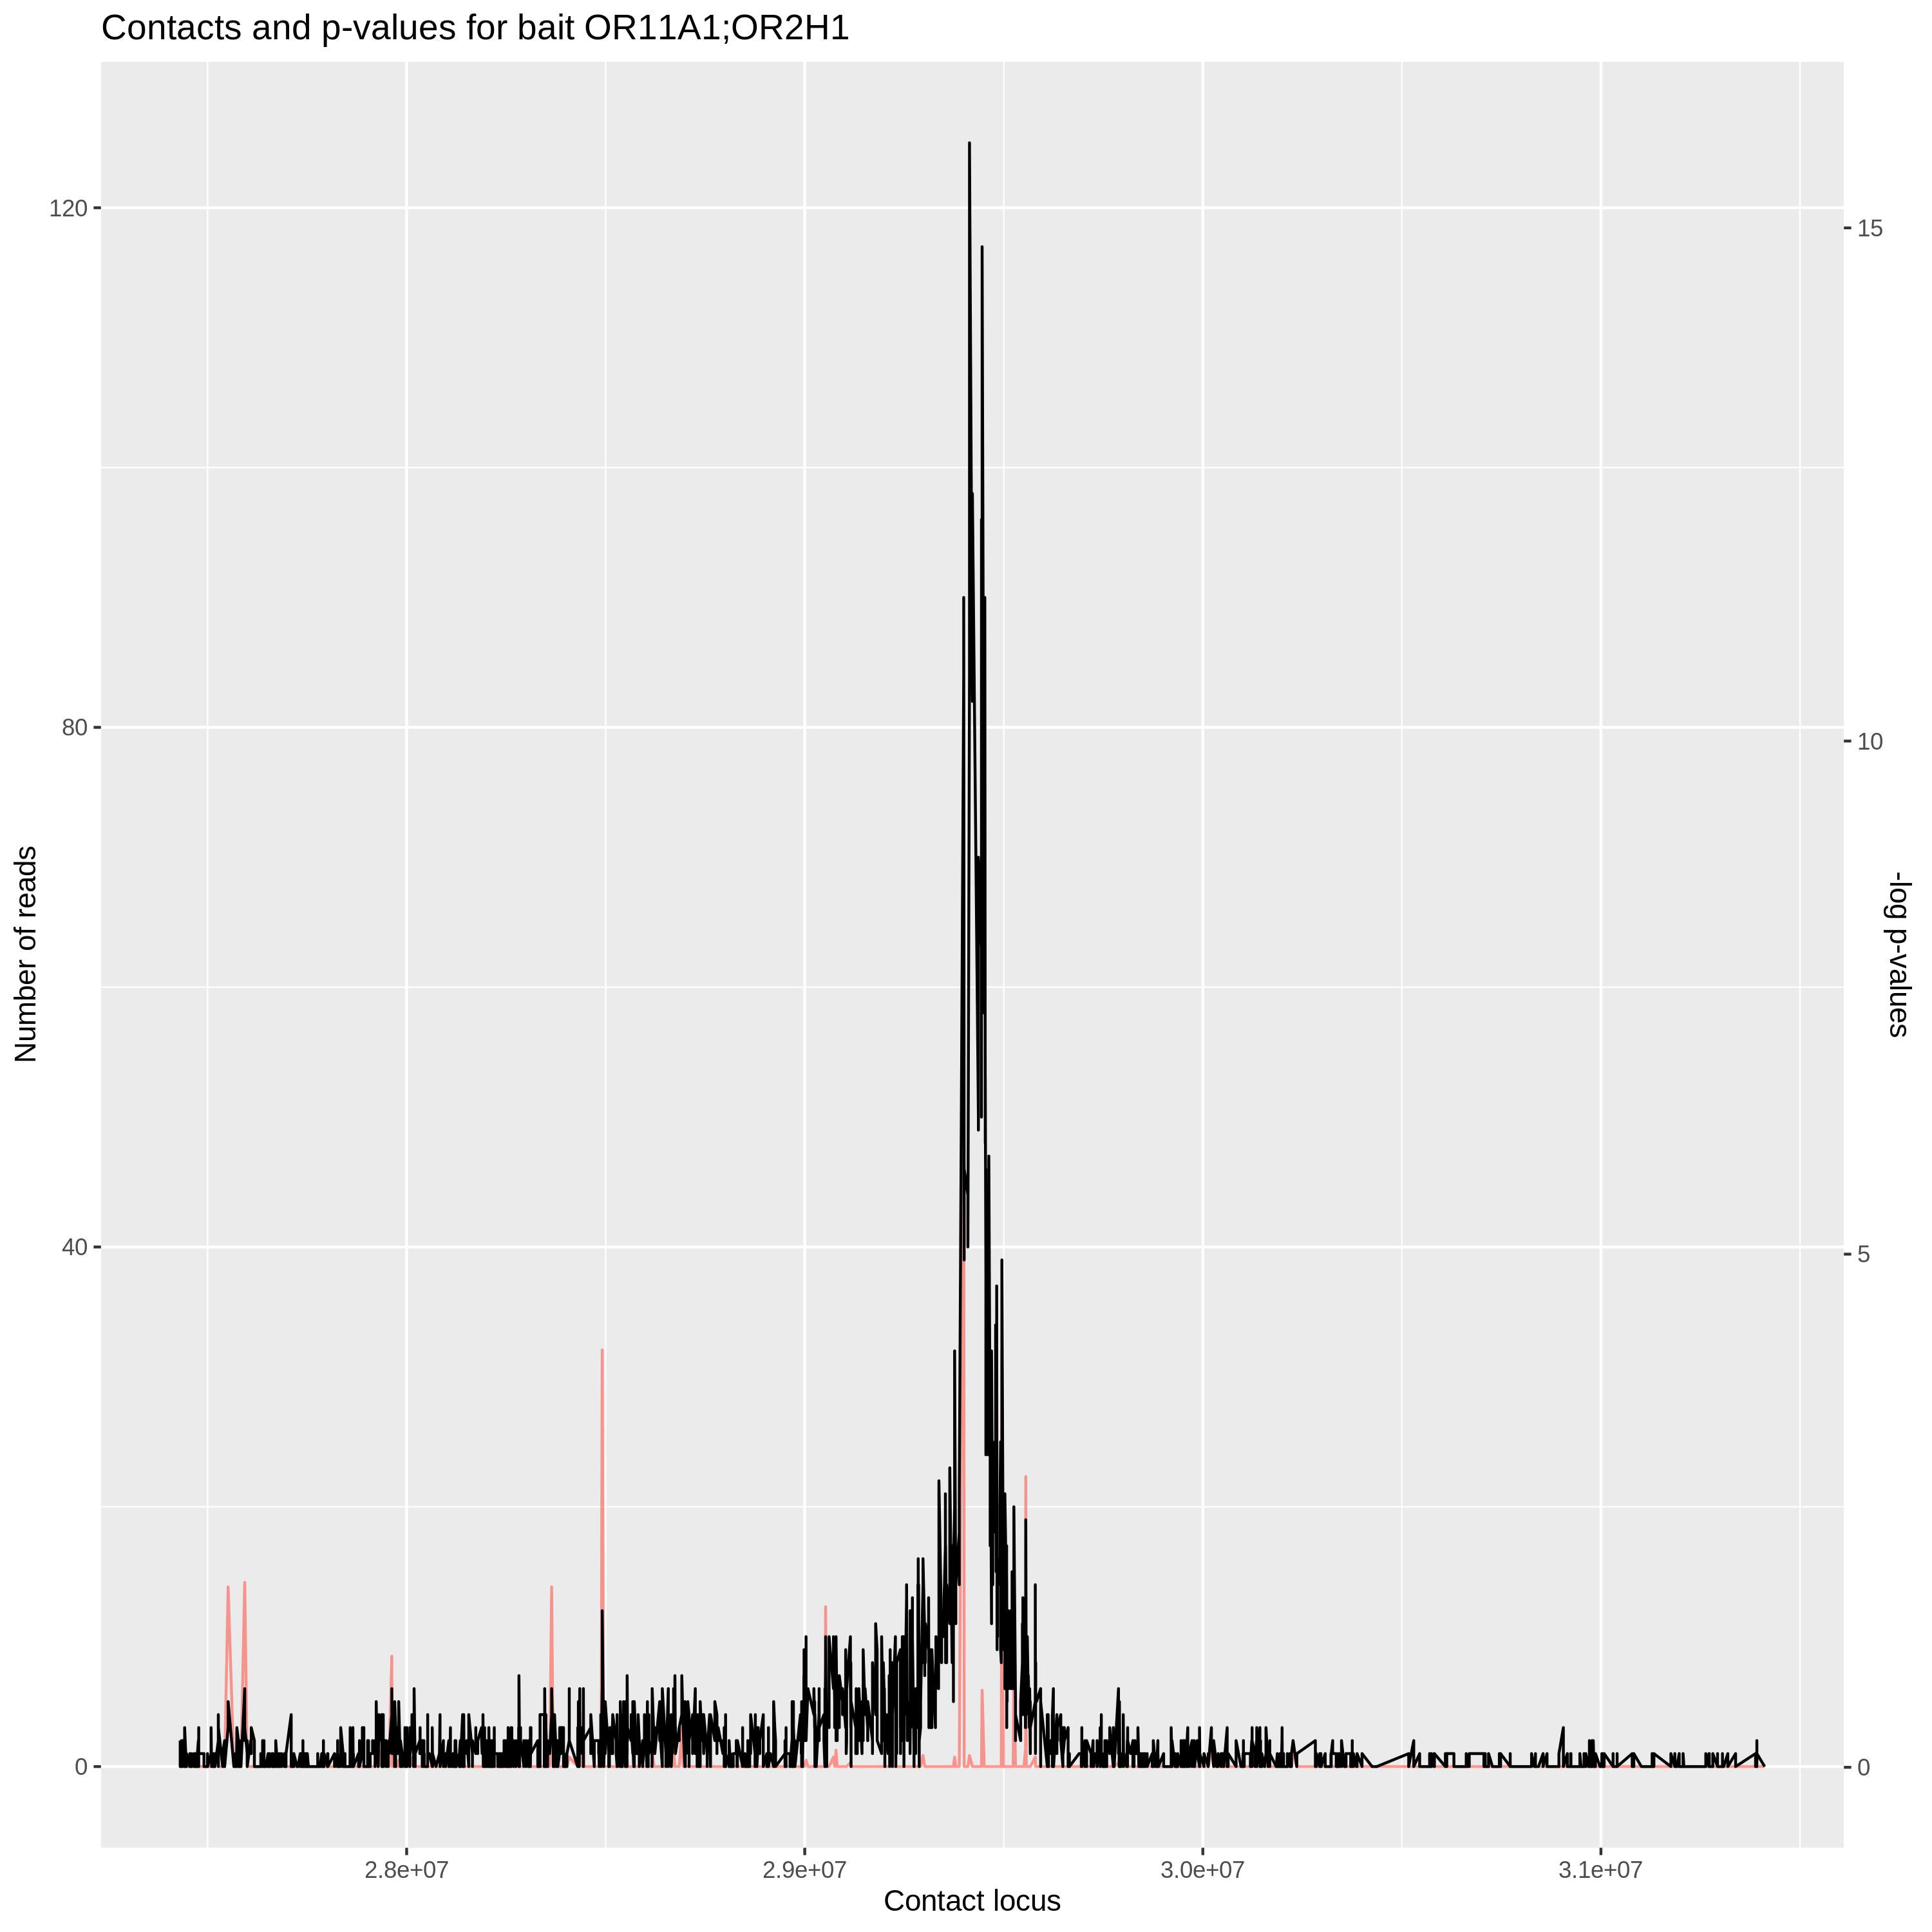 Contacts and p-values for bait OR11A1;OR2H1
120
80
40
0
Number of reads
15
10
5
0
-log p-values
2.8e+07
2.9e+07
3.0e+07
3.1e+07
Contact locus